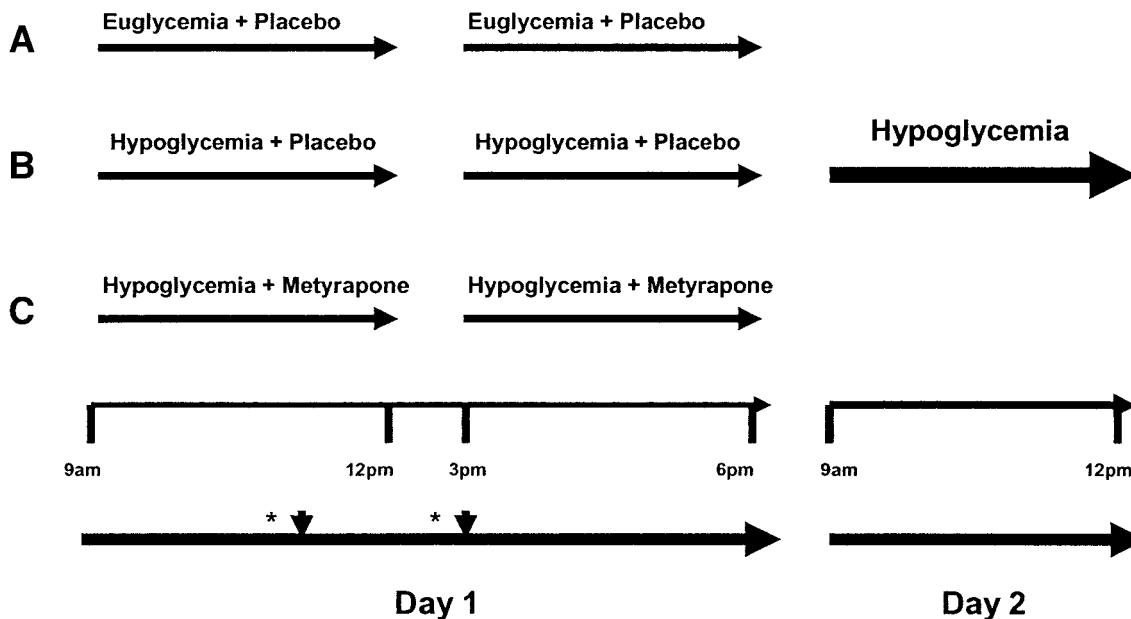 A
Euglycemia + Placebo
Euglycemia + Placebo
B
Hypoglycemia + Placebo
Hypoglycemia + Placebo
Hypoglycemia
C
Hypoglycemia + Metyrapone
Hypoglycemia + Metyrapone
9am
12pm
3pm
6pm
9am
12pm
*
*
Day 1
Day 2